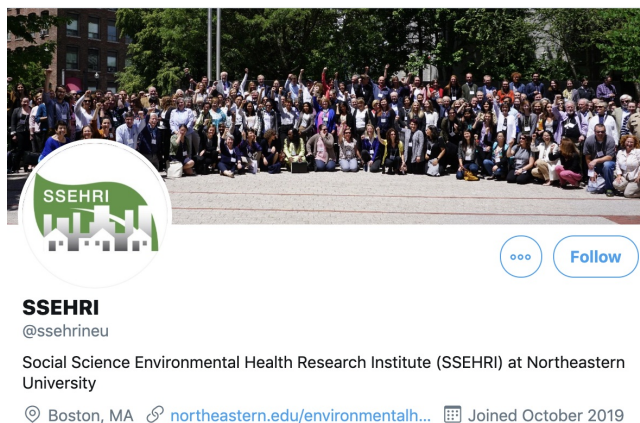 SSEHRI
Follow
SSEHRI
@ssehrineu
Social Science Environmental Health Research Institute (SSEHRI) at Northeastern
University
Boston, MA northeastern.edu/environmentalh... Joined October 2019